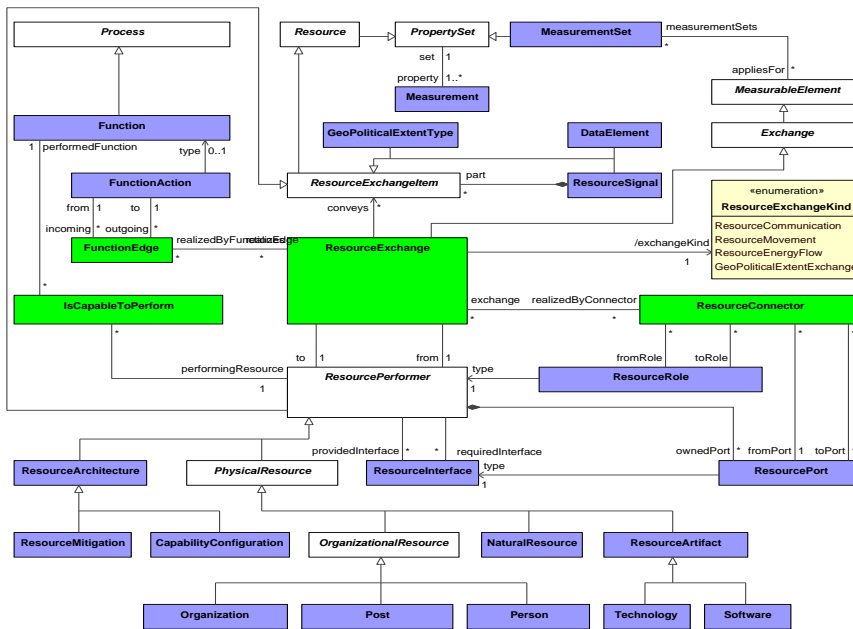 Process
Resource
PropertySet
MeasurementSet
measurementSets
*
set 1
appliesFor *
property 1..*
MeasurableElement
Measurement
Function
GeoPoliticalExtentType
DataElement
Exchange
1 performedFunction
type 0..1
FunctionAction
ResourceExchangeItem
part
*
ResourceSignal
«enumeration»
ResourceExchangeKind
ResourceCommunication
ResourceMovement
ResourceEnergyFlow
GeoPoliticalExtentExchange
from 1
to 1
conveys *
incoming * outgoing *
FunctionEdge
realizedByFunctionEdge
*
*
ResourceExchange
/exchangeKind
1
IsCapableToPerform
*
*
exchange
*
realizedByConnector
*
ResourceConnector
* * * *
to 1
from 1
fromRole
toRole
performingResource
1
ResourcePerformer
type
1
ResourceRole
providedInterface *
* requiredInterface
ownedPort *
fromPort 1
toPort *
ResourceArchitecture
PhysicalResource
ResourceInterface
type
1
ResourcePort
ResourceMitigation
CapabilityConfiguration
OrganizationalResource
NaturalResource
ResourceArtifact
Organization
Post
Person
Technology
Software